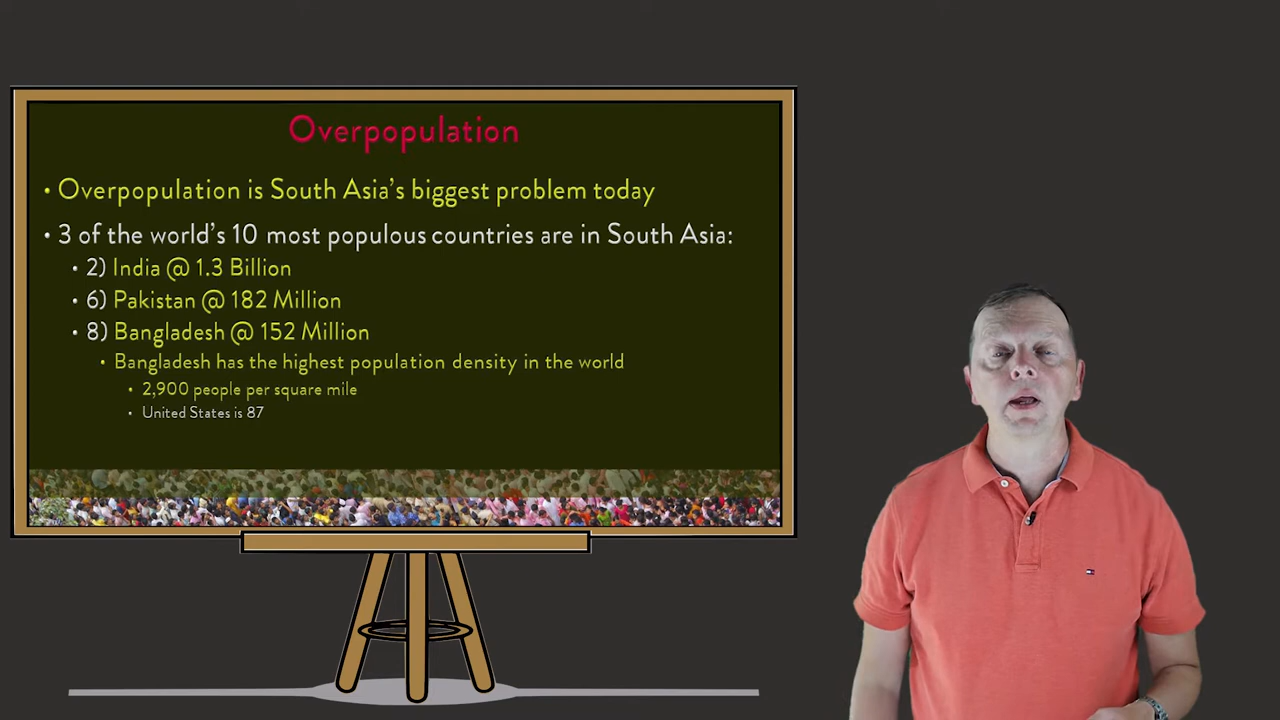 Overpopulation
• Overpopulation is South Asia's biggest problem today
• 3 of the world's 10 most populous countries are in South Asia:
• 2) India @ 1.3 Billion
• 6) Pakistan @ 182 Million
• 8) Bangladesh @ 152 Million
• Bangladesh has the highest population density in the world
• 2,900 people per square mile
• United States is 87